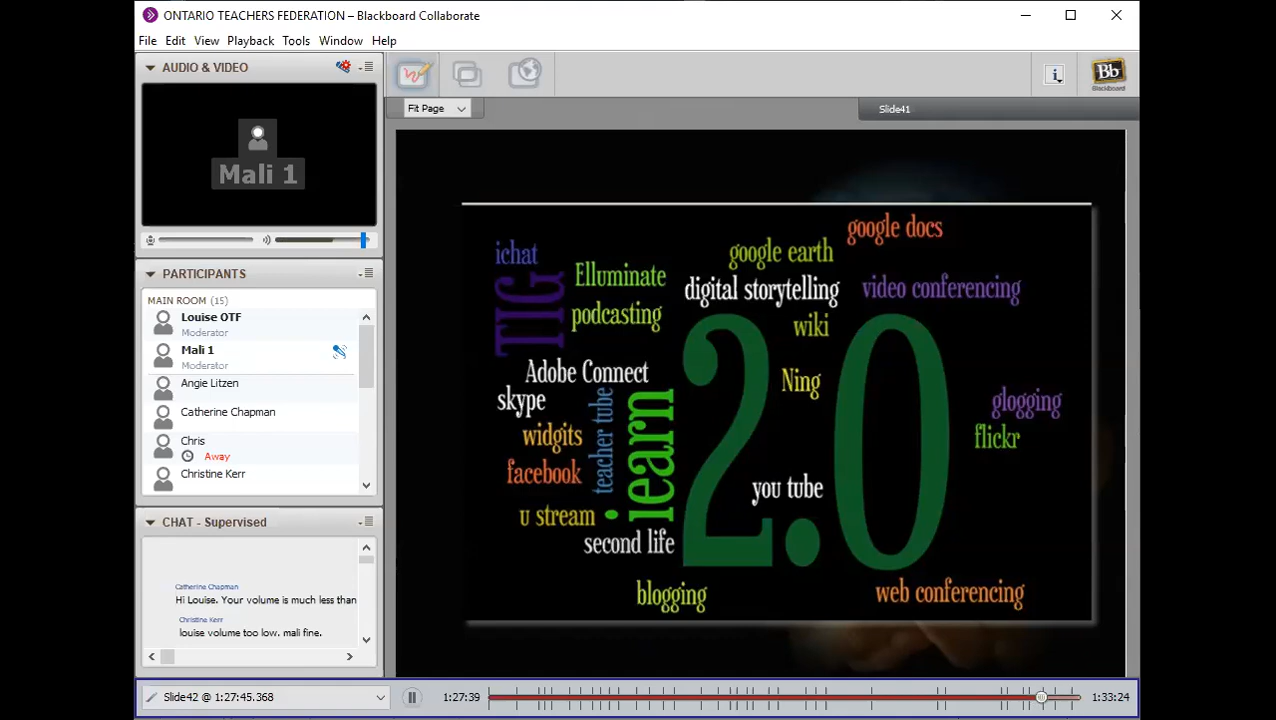 ONTARIO TEACHERS FEDERATION – Blackboard Collaborate
File Edit View Playback Tools Window Help
AUDIO & VIDEO
Mali 1
PARTICIPANTS
MAIN ROOM (15)
Louise OTF
Moderator
Mali 1
Moderator
Angie Litzen
Catherine Chapman
Chris
Away
Christine Kerr
CHAT - Supervised
Catherine Chapman
Hi Louise. Your volume is much less than
Christine Kerr
louise volume too low. mali fine.
Fit Page
Slide41
i
Bb
Blackboard
google docs
ichat
google earth
TIG
Elluminate
digital storytelling
video conferencing
podcasting
wiki
2.0
Adobe Connect
Ning
skype
teacher tube
iearn
glogging
widgits
flickr
facebook
you tube
u stream
second life
blogging
web conferencing
Slide42 @ 1:27:45.368
1:27:39
1:33:24